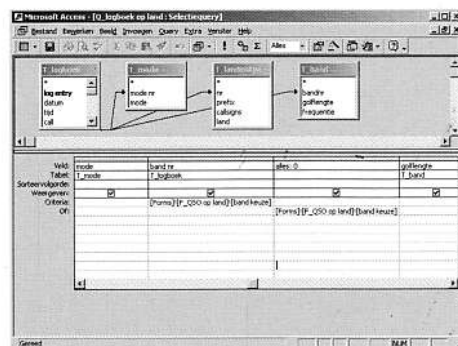 Microsoft Access - [Q_logboek op land : Selectiequery]
Bestand Bewerken Beeld Invoegen Query Extra Venster Help
Alles
T_logboek T_mode T_landen T_band
* * * *
log entry mode nr nr bandnr
datum mode prefix golflengte
tijd callsigns frequentie
call land
Veld: mode band nr alles: 0 golflengte
Tabel: T_mode T_logboek T_band
Sorteervolgorde:
Weergeven:
Criteria: [Forms]![F_QSO op land]![band keuze]
Of: [Forms]![F_QSO op land]![band keuze]
Gereed NUM